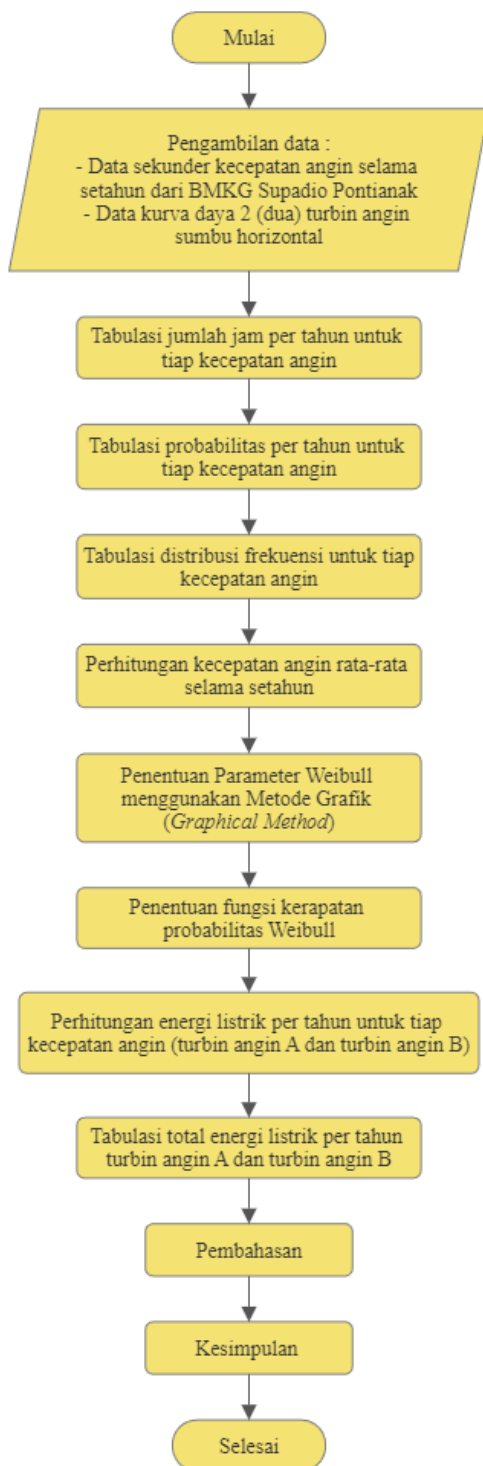 Mulai
Pengambilan data :
- Data sekunder kecepatan angin selama
setahun dari BMKG Supadio Pontianak
- Data kurva daya 2 (dua) turbin angin
sumbu horizontal
Tabulasi jumlah jam per tahun untuk
tiap kecepatan angin
Tabulasi probabilitas per tahun untuk
tiap kecepatan angin
Tabulasi distribusi frekuensi untuk tiap
kecepatan angin
Perhitungan kecepatan angin rata-rata
selama setahun
Penentuan Parameter Weibull
menggunakan Metode Grafik
(Graphical Method)
Penentuan fungsi kerapatan
probabilitas Weibull
Perhitungan energi listrik per tahun untuk tiap
kecepatan angin (turbin angin A dan turbin angin B)
Tabulasi total energi listrik per tahun
turbin angin A dan turbin angin B
Pembahasan
Kesimpulan
Selesai